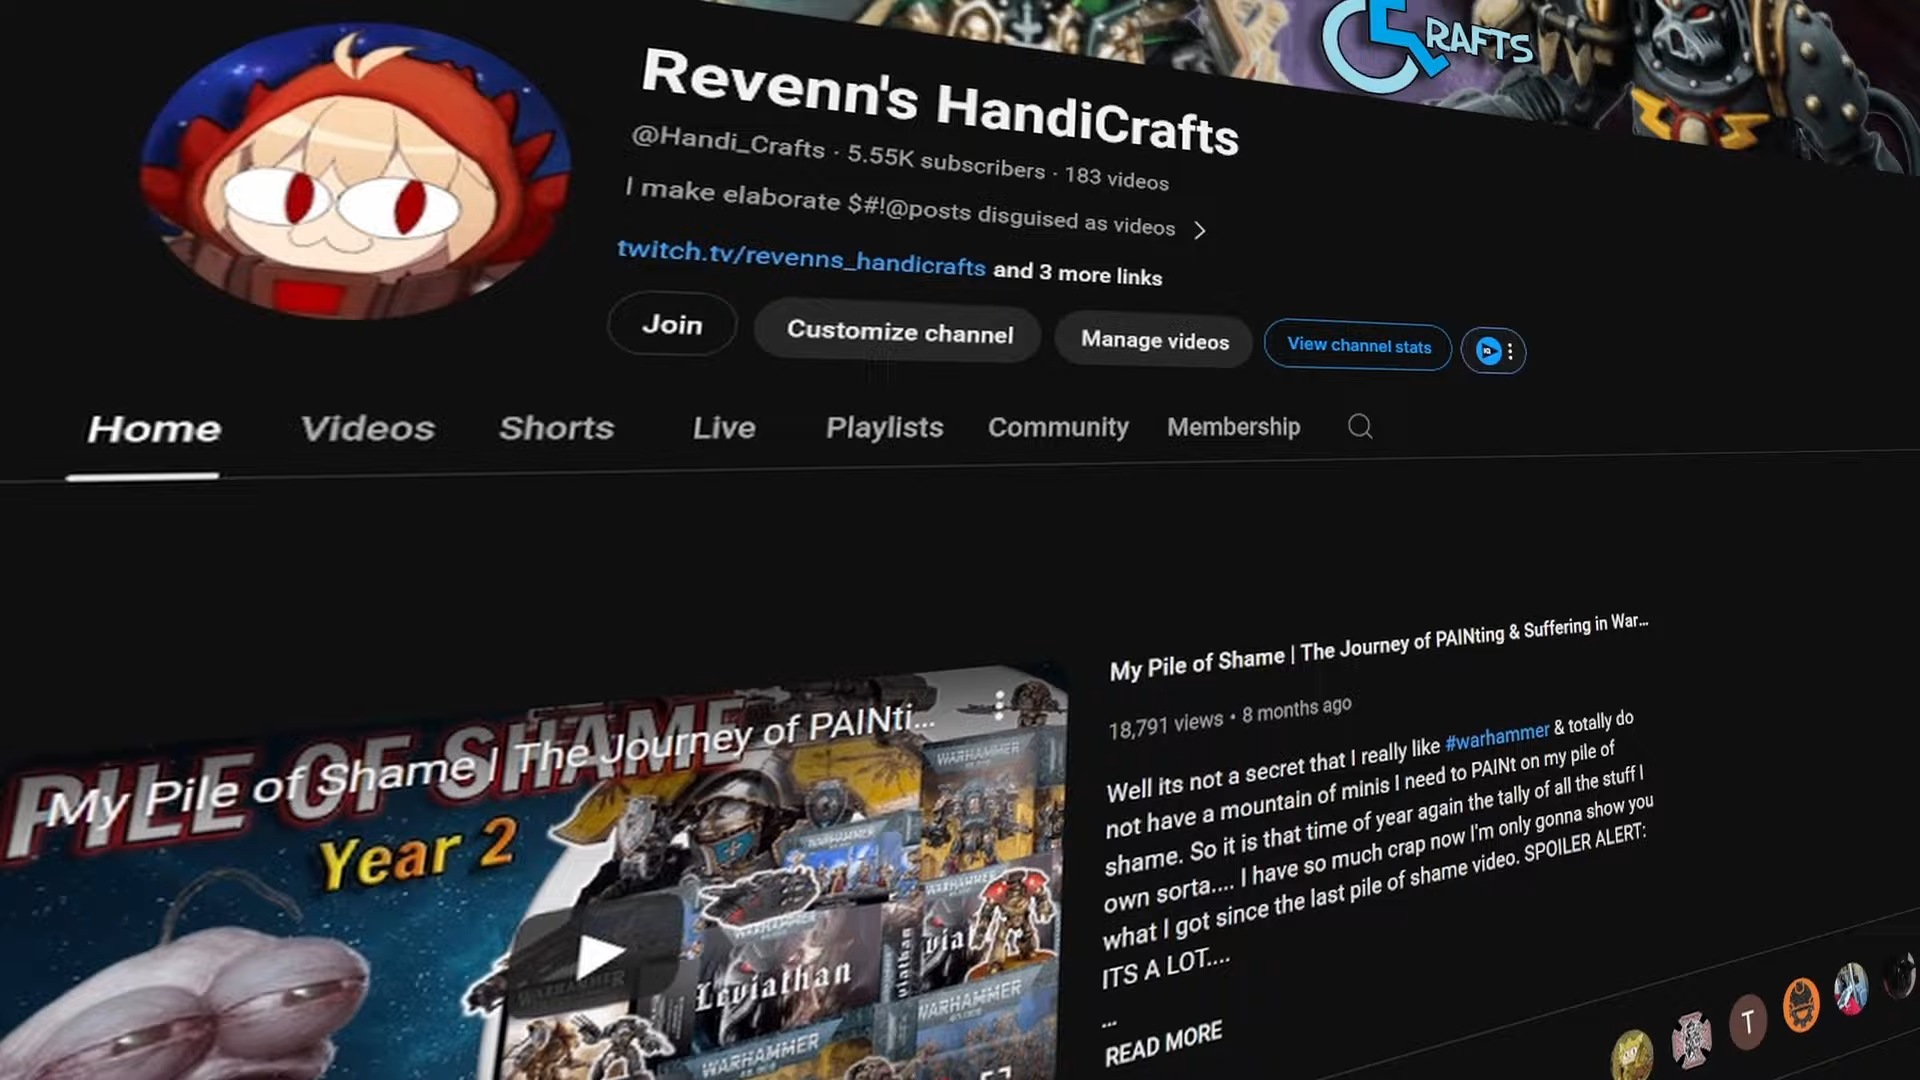 RAFTS
Revenn's HandiCrafts
@Handi_Crafts · 5.55K subscribers · 183 videos
I make elaborate $#!@posts disguised as videos
twitch.tv/revenns_handicrafts and 3 more links
Join
Customize channel
Manage videos
View channel stats
Home
Videos
Shorts
Live
Playlists
Community
Membership
PILE OF SHAME
My Pile of Shame | The Journey of PAINti...
Year 2
WARHAMMER
WARHAMMER
WARHAMMER
Leviathan
WARHAMMER
WARHAMMER
My Pile of Shame | The Journey of PAINting & Suffering in War...
18,791 views • 8 months ago
Well its not a secret that I really like #warhammer & totally do
not have a mountain of minis I need to PAINt on my pile of
shame. So it is that time of year again the tally of all the stuff I
own sorta.... I have so much crap now I'm only gonna show you
what I got since the last pile of shame video. SPOILER ALERT:
ITS A LOT....
...
READ MORE
T